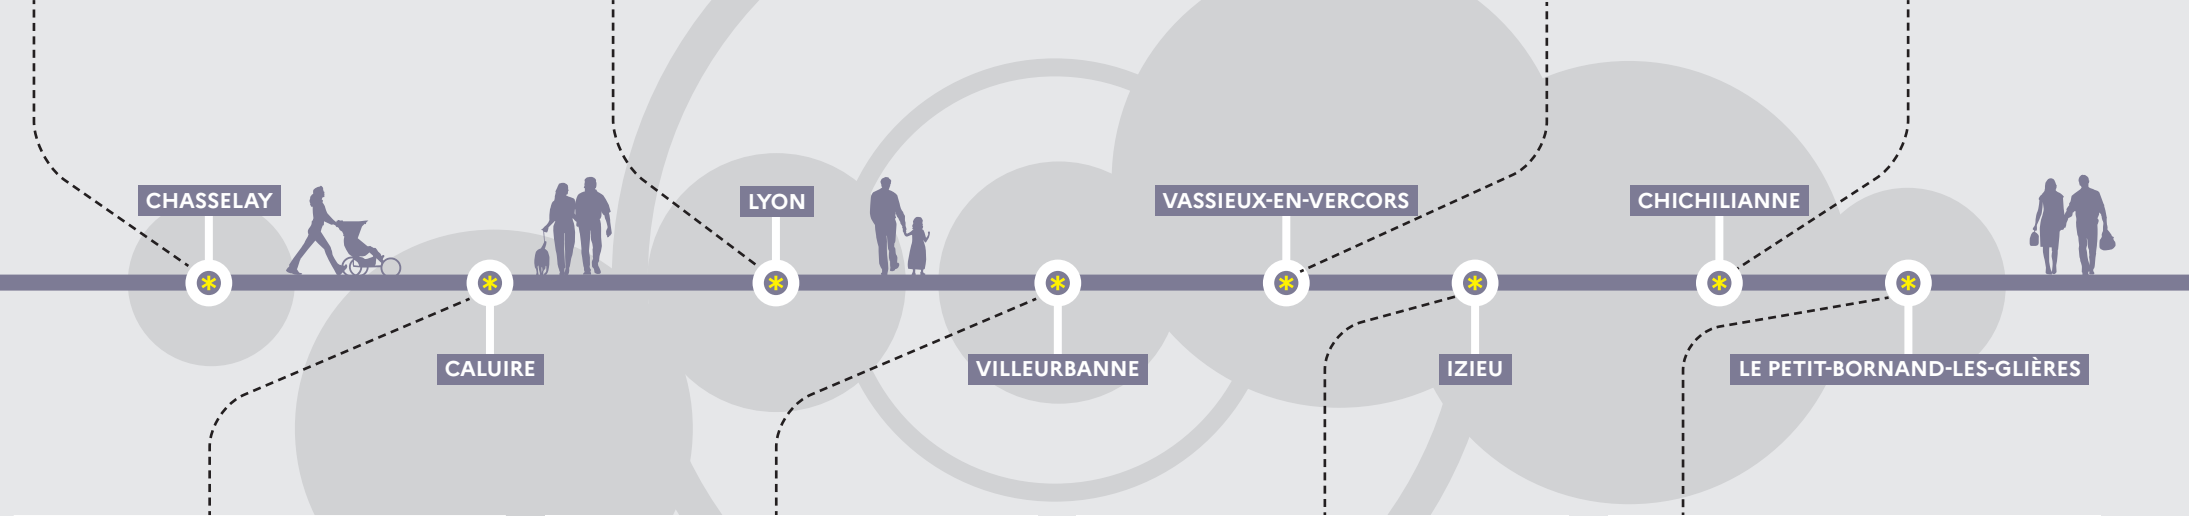 CHASSELAY
LYON
VASSIEUX-EN-VERCORS
CHICHILIANNE
CALUIRE
VILLEURBANNE
IZIEU
LE PETIT-BORNAND-LES-GLIÈRES